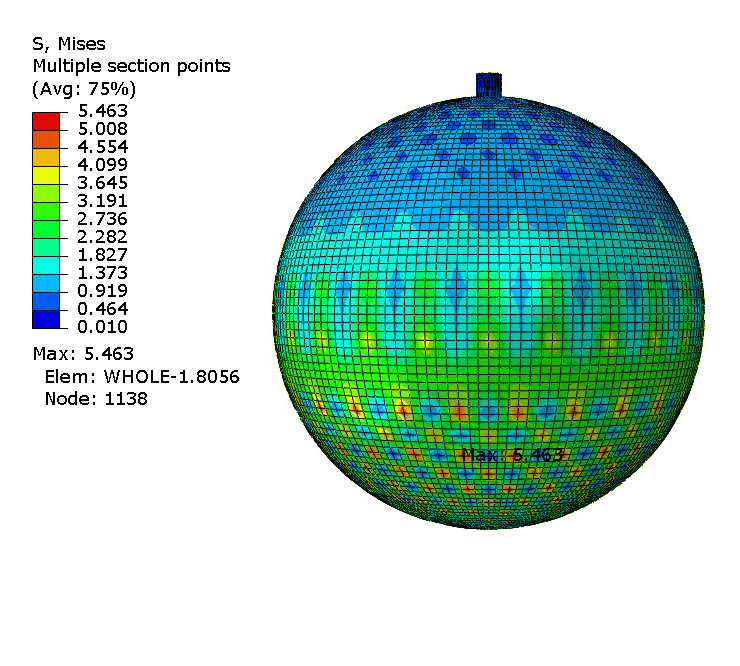 S, Mises
Multiple section points
(Avg: 75%)
5.463
5.008
4.554
4.099
3.645
3.191
2.736
2.282
1.827
1.373
0.919
0.464
0.010
Max: 5.463
Elem: WHOLE-1.8056
Node: 1138
Max: 5.463